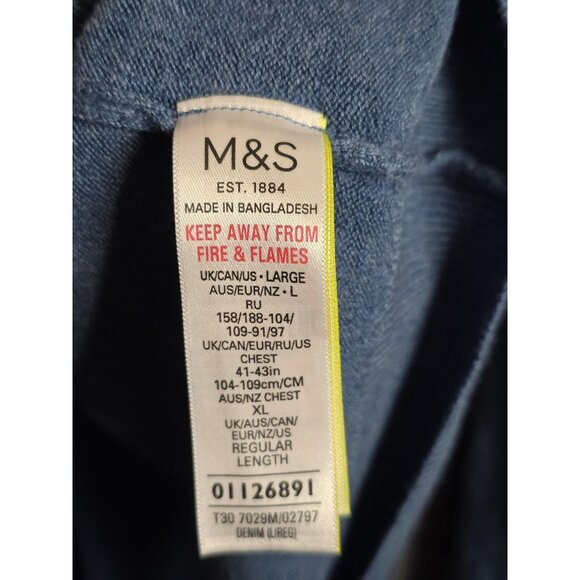 M&S
EST. 1884
MADE IN BANGLADESH
KEEP AWAY FROM
FIRE & FLAMES
UK/CAN/US • LARGE
AUS/EUR/NZ • L
RU
158/188-104/
109-91/97
UK/CAN/EUR/RU/US
CHEST
41-43in
104-109cm/CM
AUS/NZ CHEST
XL
UK/AUS/CAN/
EUR/NZ/US
REGULAR
LENGTH
01126891
T30 7029M/02797
DENIM (L/REG)